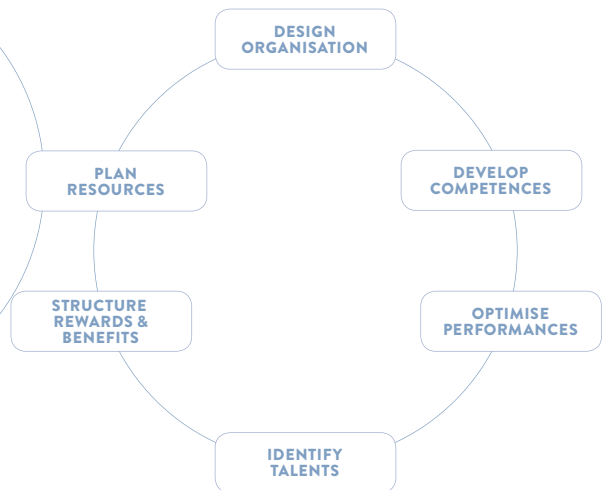 DESIGN
ORGANISATION
PLAN
RESOURCES
DEVELOP
COMPETENCES
STRUCTURE
REWARDS &
BENEFITS
OPTIMISE
PERFORMANCES
IDENTIFY
TALENTS